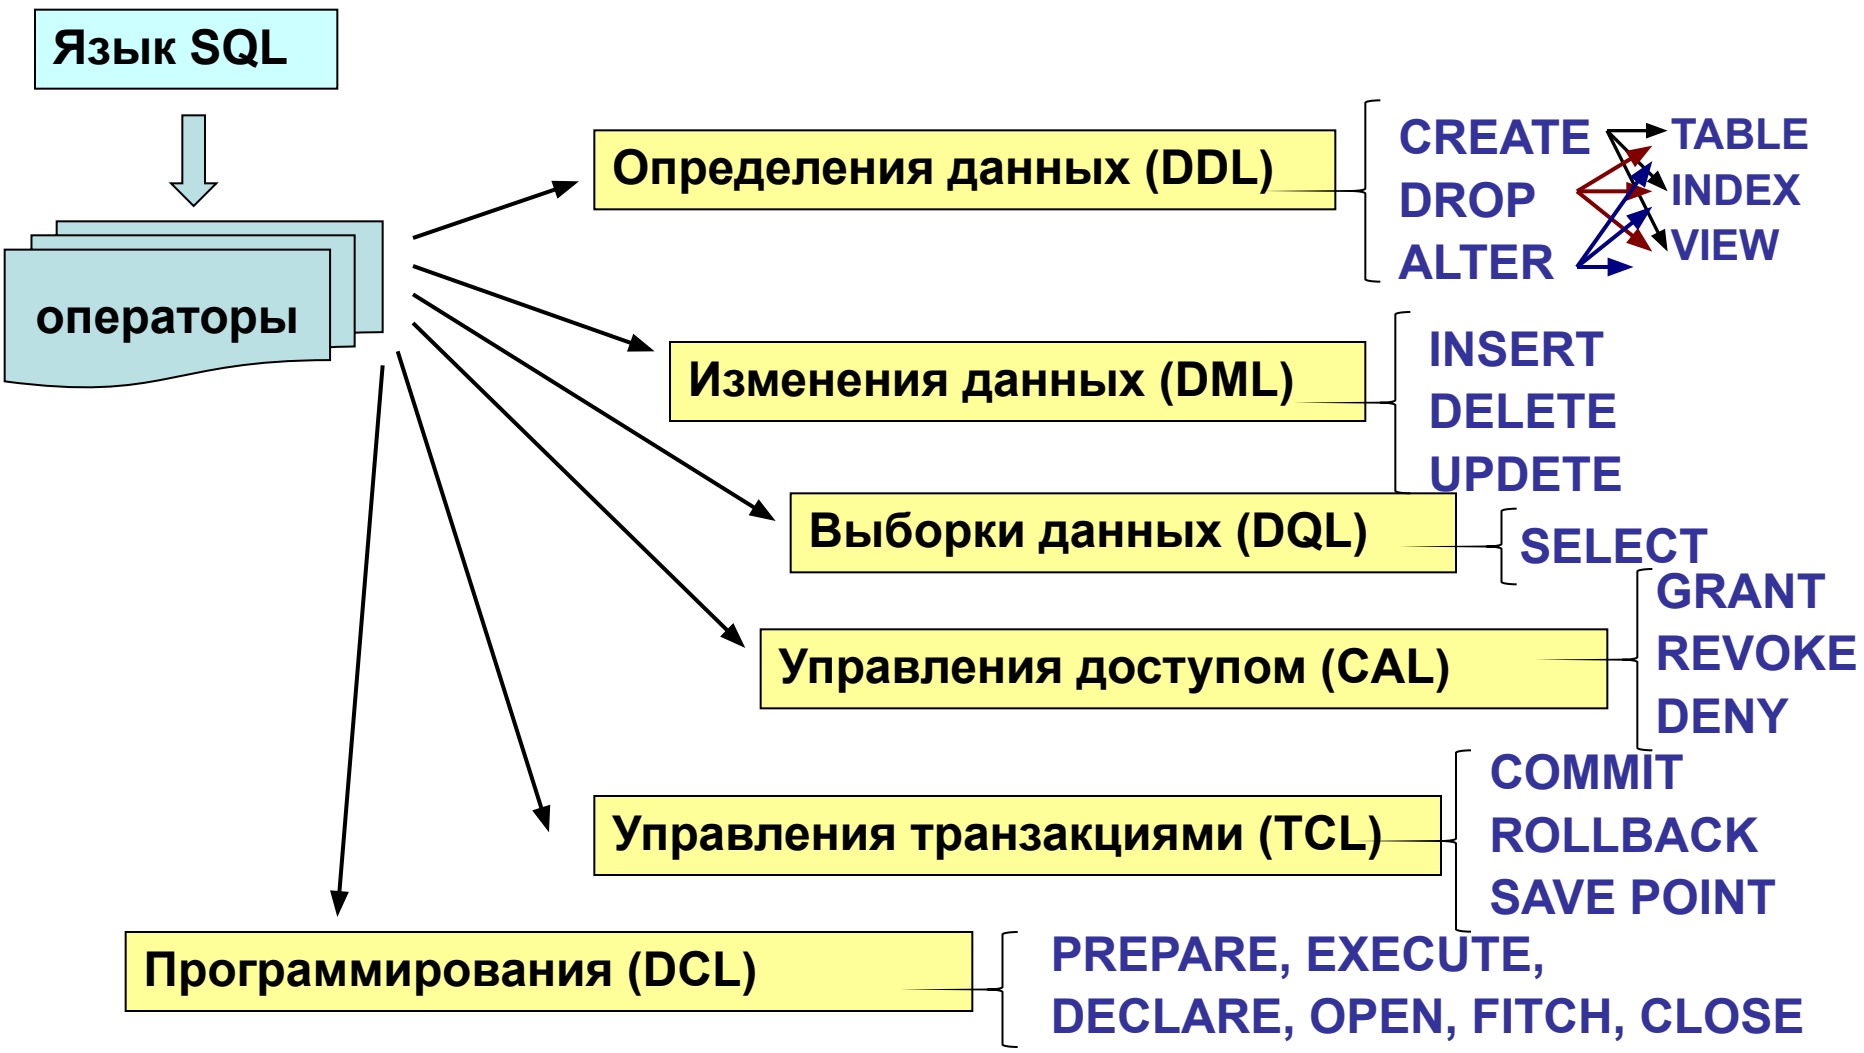 Язык SQL
операторы
Определения данных (DDL)
CREATE
DROP
ALTER
TABLE
INDEX
VIEW
Изменения данных (DML)
INSERT
DELETE
UPDETE
Выборки данных (DQL)
SELECT
Управления доступом (CAL)
GRANT
REVOKE
DENY
Управления транзакциями (TCL)
COMMIT
ROLLBACK
SAVE POINT
Программирования (DCL)
PREPARE, EXECUTE,
DECLARE, OPEN, FITCH, CLOSE